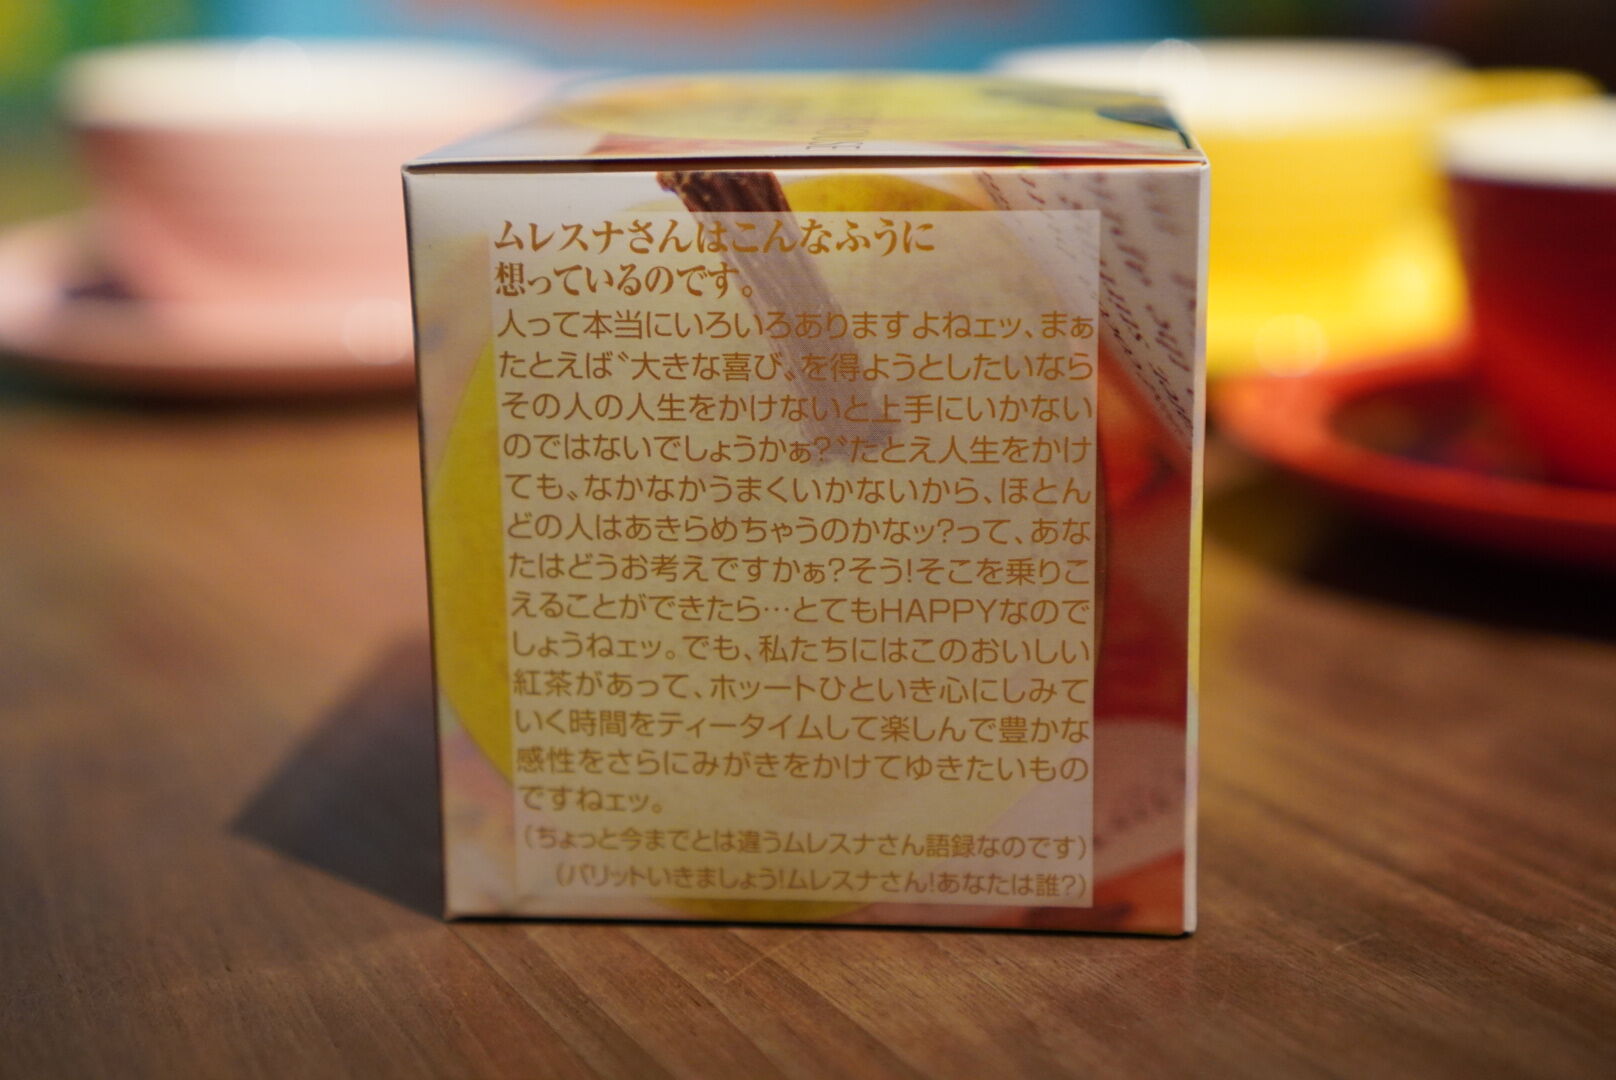 ムレスナさんはこんなふうに
想っているのです。
人って本当にいろいろありますよねェッ、まぁ
たとえば〝大きな喜び〟を得ようとしたいなら
その人の人生をかけないと上手にいかない
のではないでしょうかぁ?〝たとえ人生をかけ
ても〟なかなかうまくいかないから、ほとん
どの人はあきらめちゃうのかなッ?って、あな
たはどうお考えですかぁ?そう!そこを乗りこ
えることができたら…とてもHAPPYなので
しょうねェッ。でも、私たちにはこのおいしい
紅茶があって、ホッートひといき心にしみて
いく時間をティータイムして楽しんで豊かな
感性をさらにみがきをかけてゆきたいもの
ですねェッ。
(ちょっと今までとは違うムレスナさん語録なのです)
(パリットいきましょう!ムレスナさん!あなたは誰?)